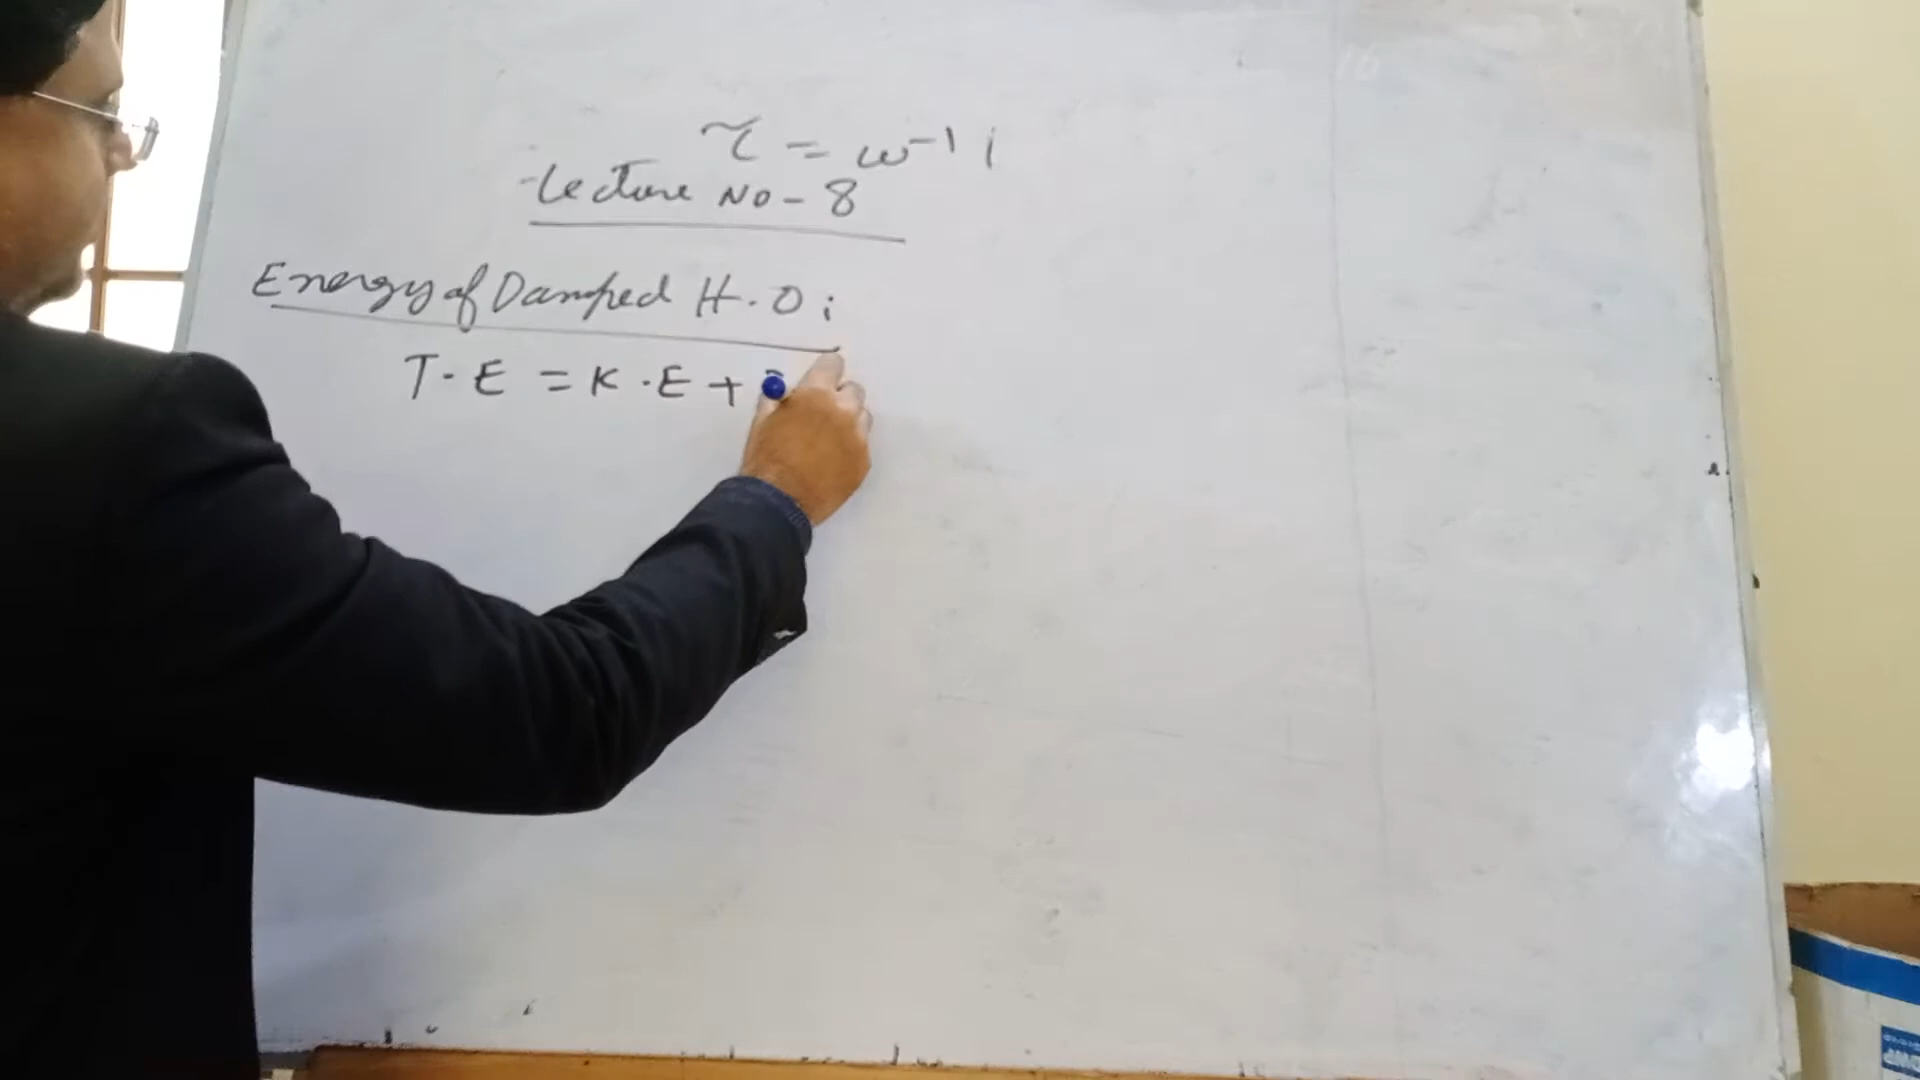 τ = ω⁻¹ i
Lecture No - 8
Energy of Damped H.O :
T.E = K.E +